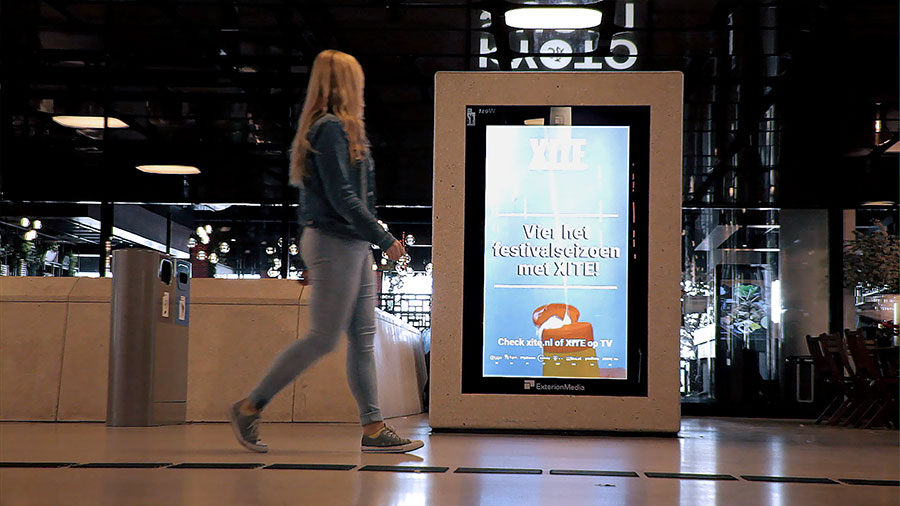 XITE
Vier het
festivalseizoen
met XITE!
Check xite.nl of XITE op TV
ExterionMedia